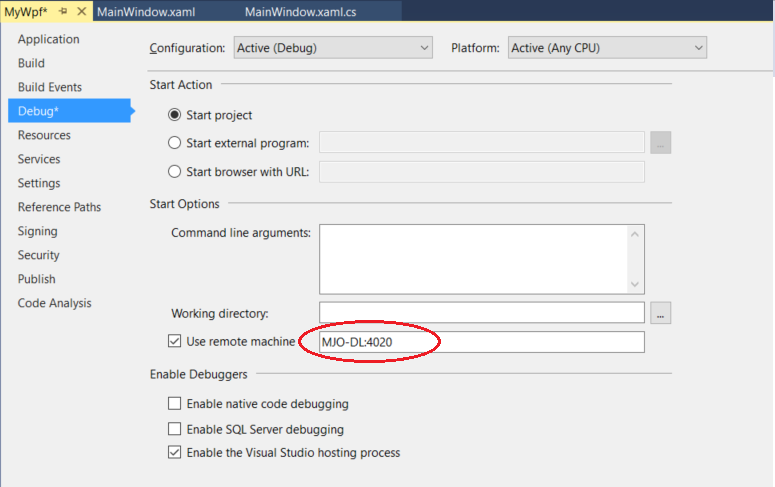 MyWpf* MainWindow.xaml MainWindow.xaml.cs
Application
Build
Build Events
Debug*
Resources
Services
Settings
Reference Paths
Signing
Security
Publish
Code Analysis
Configuration: Active (Debug) Platform: Active (Any CPU)
Start Action
Start project
Start external program: ...
Start browser with URL:
Start Options
Command line arguments:
Working directory: ...
Use remote machine MJO-DL:4020
Enable Debuggers
Enable native code debugging
Enable SQL Server debugging
Enable the Visual Studio hosting process